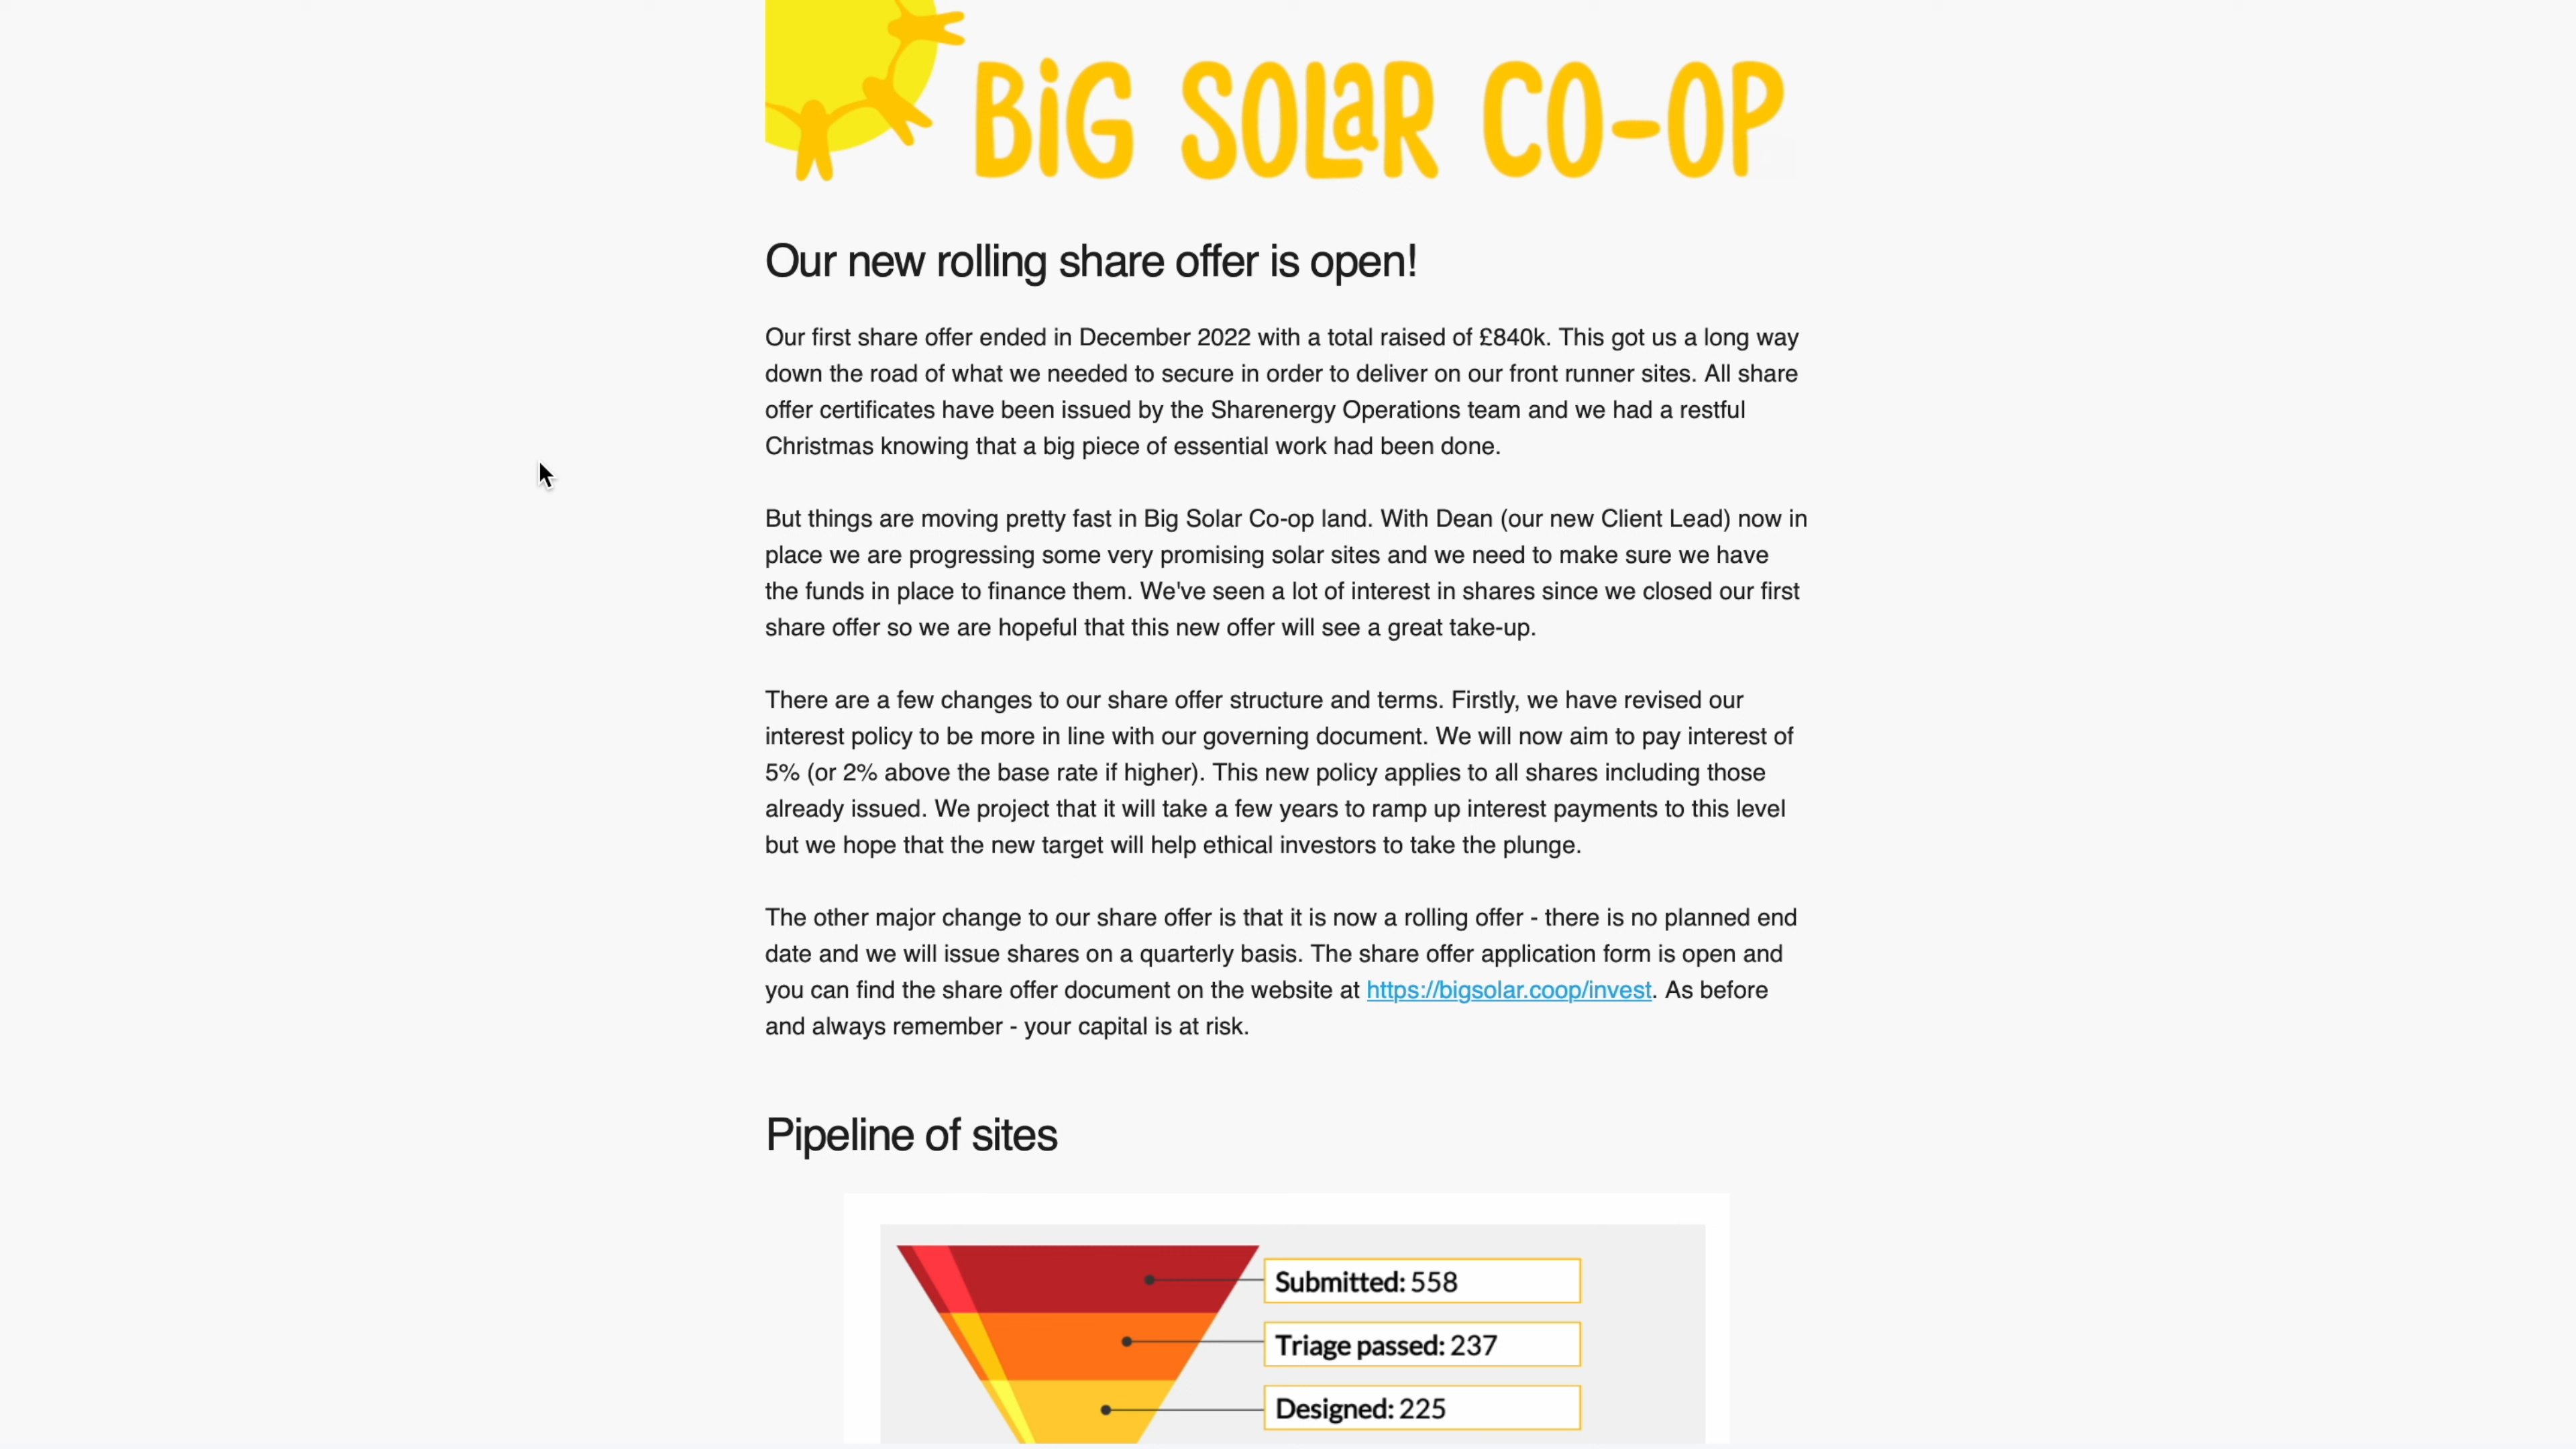 BiG SOLaR CO-OP
Our new rolling share offer is open!
Our first share offer ended in December 2022 with a total raised of £840k. This got us a long way
down the road of what we needed to secure in order to deliver on our front runner sites. All share
offer certificates have been issued by the Sharenergy Operations team and we had a restful
Christmas knowing that a big piece of essential work had been done.
But things are moving pretty fast in Big Solar Co-op land. With Dean (our new Client Lead) now in
place we are progressing some very promising solar sites and we need to make sure we have
the funds in place to finance them. We've seen a lot of interest in shares since we closed our first
share offer so we are hopeful that this new offer will see a great take-up.
There are a few changes to our share offer structure and terms. Firstly, we have revised our
interest policy to be more in line with our governing document. We will now aim to pay interest of
5% (or 2% above the base rate if higher). This new policy applies to all shares including those
already issued. We project that it will take a few years to ramp up interest payments to this level
but we hope that the new target will help ethical investors to take the plunge.
The other major change to our share offer is that it is now a rolling offer - there is no planned end
date and we will issue shares on a quarterly basis. The share offer application form is open and
you can find the share offer document on the website at https://bigsolar.coop/invest. As before
and always remember - your capital is at risk.
Pipeline of sites
Submitted: 558
Triage passed: 237
Designed: 225